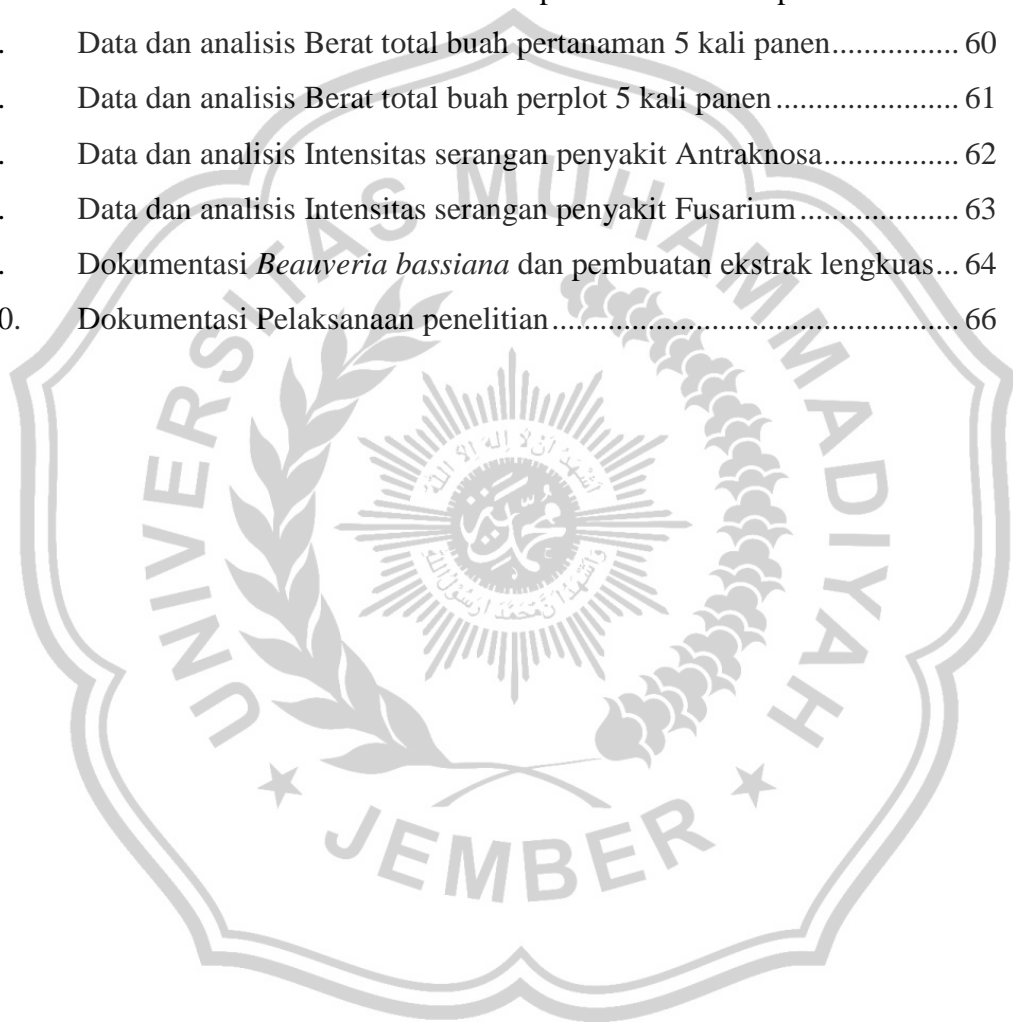 . Data dan analisis Berat total buah pertanaman 5 kali panen................ 60
. Data dan analisis Berat total buah perplot 5 kali panen...................... 61
. Data dan analisis Intensitas serangan penyakit Antraknosa................. 62
. Data dan analisis Intensitas serangan penyakit Fusarium................... 63
. Dokumentasi Beauveria bassiana dan pembuatan ekstrak lengkuas... 64
0. Dokumentasi Pelaksanaan penelitian................................................ 66
UNIVERSITAS MUHAMMADIYAH
JEMBER